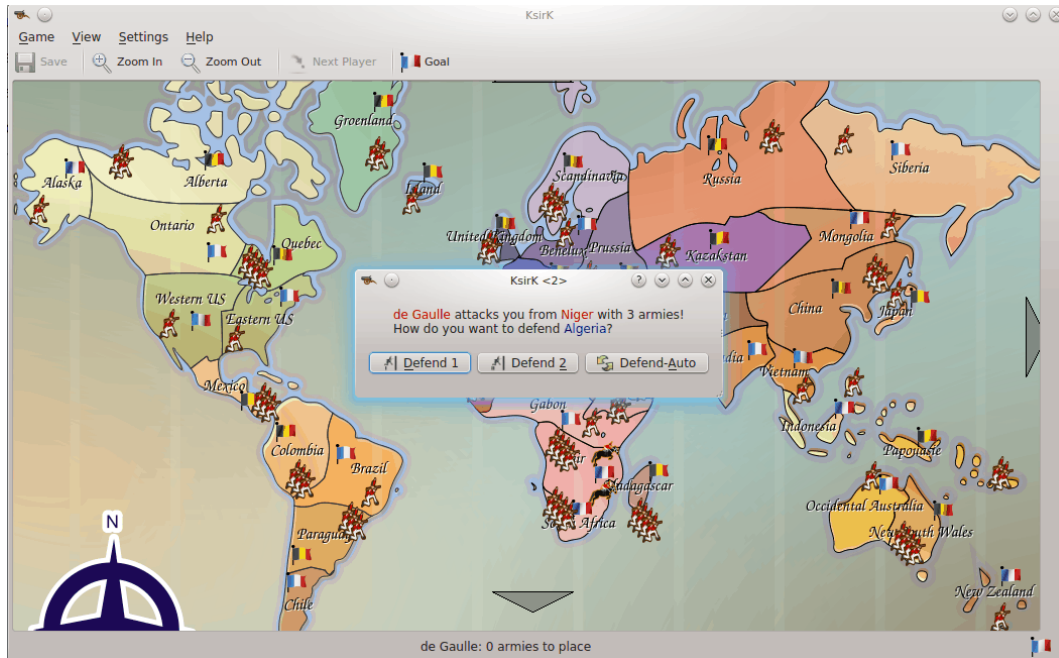 KsirK
Game View Settings Help
Save Zoom In Zoom Out Next Player Goal
Groenland
Alaska
Alberta
Island
Scandinavia
Russia
Siberia
Ontario
Quebec
United Kingdom
Benelux
Prussia
Kazakstan
Mongolia
KsirK <2>
de Gaulle attacks you from Niger with 3 armies!
How do you want to defend Algeria?
Defend 1 Defend 2 Defend-Auto
Western US
Eastern US
China
Japan
Mexico
Vietnam
Gabon
Indonesia
Colombia
Brazil
Papouasie
Madagascar
Occidental Australia
South Africa
New South Wales
Paraguay
Chile
New Zealand
N
de Gaulle: 0 armies to place